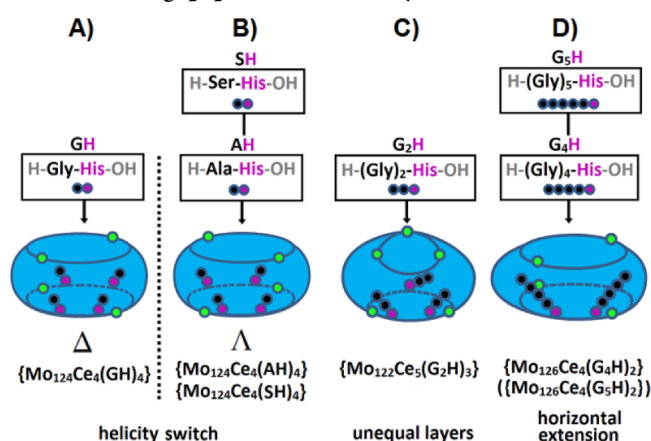 A)
B)
C)
D)
SH
H-Ser-His-OH
G₅H
H-(Gly)₅-His-OH
GH
H-Gly-His-OH
AH
H-Ala-His-OH
G₂H
H-(Gly)₂-His-OH
G₄H
H-(Gly)₄-His-OH
Δ
Λ
{Mo₁₂₄Ce₄(GH)₄}
{Mo₁₂₄Ce₄(AH)₄}
{Mo₁₂₄Ce₄(SH)₄}
{Mo₁₂₂Ce₅(G₂H)₃}
{Mo₁₂₆Ce₄(G₄H)₂}
({Mo₁₂₆Ce₄(G₅H)₂})
helicity switch
unequal layers
horizontal
extension